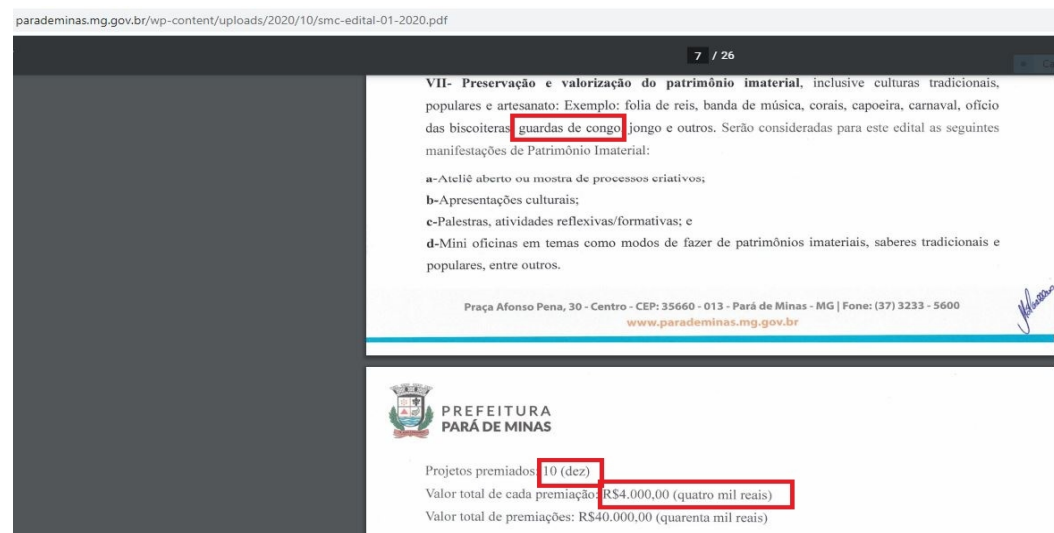 parademinas.mg.gov.br/wp-content/uploads/2020/10/smc-edital-01-2020.pdf
7 / 26
VII- Preservação e valorização do patrimônio imaterial, inclusive culturas tradicionais,
populares e artesanato: Exemplo: folia de reis, banda de música, corais, capoeira, carnaval, ofício
das biscoiteras, guardas de congo, jongo e outros. Serão consideradas para este edital as seguintes
manifestações de Patrimônio Imaterial:
a-Ateliê aberto ou mostra de processos criativos;
b-Apresentações culturais;
c-Palestras, atividades reflexivas/formativas; e
d-Mini oficinas em temas como modos de fazer de patrimônios imateriais, saberes tradicionais e
populares, entre outros.
Praça Afonso Pena, 30 - Centro - CEP: 35660 - 013 - Pará de Minas - MG | Fone: (37) 3233 - 5600
www.parademinas.mg.gov.br
PREFEITURA
PARÁ DE MINAS
Projetos premiados: 10 (dez)
Valor total de cada premiação: R$4.000,00 (quatro mil reais)
Valor total de premiações: R$40.000,00 (quarenta mil reais)